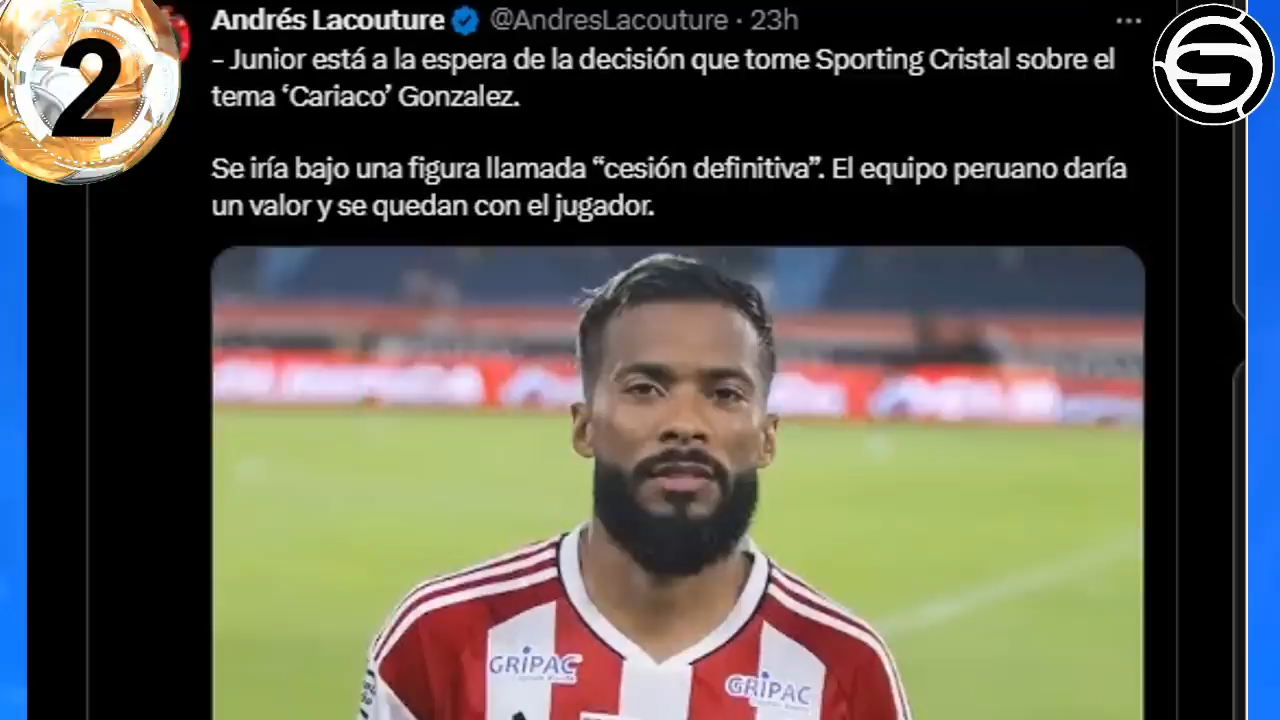 2
Andrés Lacouture @AndresLacouture · 23h
- Junior está a la espera de la decisión que tome Sporting Cristal sobre el
tema ‘Cariaco’ Gonzalez.
Se iría bajo una figura llamada “cesión definitiva”. El equipo peruano daría
un valor y se quedan con el jugador.
GRIPAC
GRIPAC